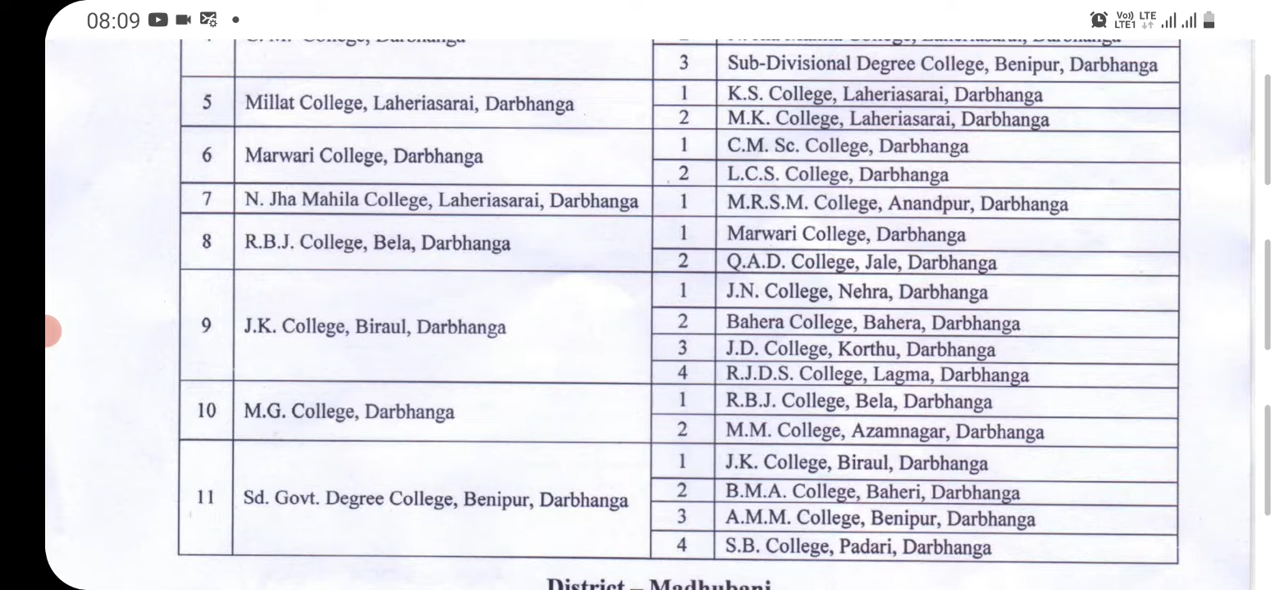 08:09
Vo) LTE
LTE1
3 Sub-Divisional Degree College, Benipur, Darbhanga
5 Millat College, Laheriasarai, Darbhanga
1 K.S. College, Laheriasarai, Darbhanga
2 M.K. College, Laheriasarai, Darbhanga
6 Marwari College, Darbhanga
1 C.M. Sc. College, Darbhanga
2 L.C.S. College, Darbhanga
7 N. Jha Mahila College, Laheriasarai, Darbhanga
1 M.R.S.M. College, Anandpur, Darbhanga
8 R.B.J. College, Bela, Darbhanga
1 Marwari College, Darbhanga
2 Q.A.D. College, Jale, Darbhanga
9 J.K. College, Biraul, Darbhanga
1 J.N. College, Nehra, Darbhanga
2 Bahera College, Bahera, Darbhanga
3 J.D. College, Korthu, Darbhanga
4 R.J.D.S. College, Lagma, Darbhanga
10 M.G. College, Darbhanga
1 R.B.J. College, Bela, Darbhanga
2 M.M. College, Azamnagar, Darbhanga
11 Sd. Govt. Degree College, Benipur, Darbhanga
1 J.K. College, Biraul, Darbhanga
2 B.M.A. College, Baheri, Darbhanga
3 A.M.M. College, Benipur, Darbhanga
4 S.B. College, Padari, Darbhanga
District – Madhubani